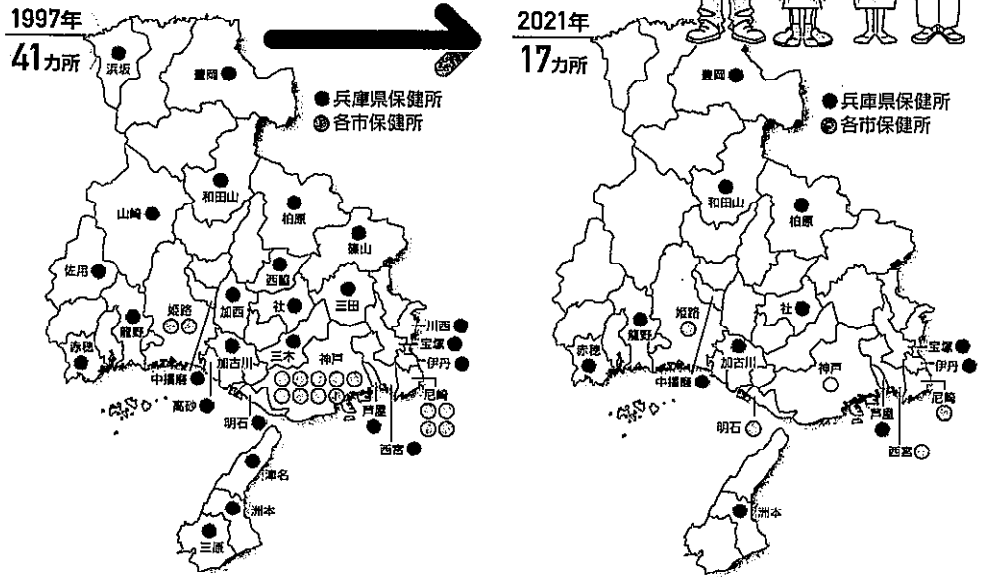 1997年
41カ所
● 兵庫県保健所
各市保健所
浜坂
豊岡
和田山
山崎
柏原
篠山
佐用
西脇
加西
社
三田
姫路
龍野
川西
宝塚
伊丹
赤穂
加古川
三木
神戸
中播磨
尼崎
高砂
芦屋
明石
西宮
津名
洲本
三原
2021年
17カ所
● 兵庫県保健所
各市保健所
豊岡
和田山
柏原
姫路
社
龍野
宝塚
伊丹
赤穂
加古川
神戸
中播磨
尼崎
芦屋
明石
西宮
洲本